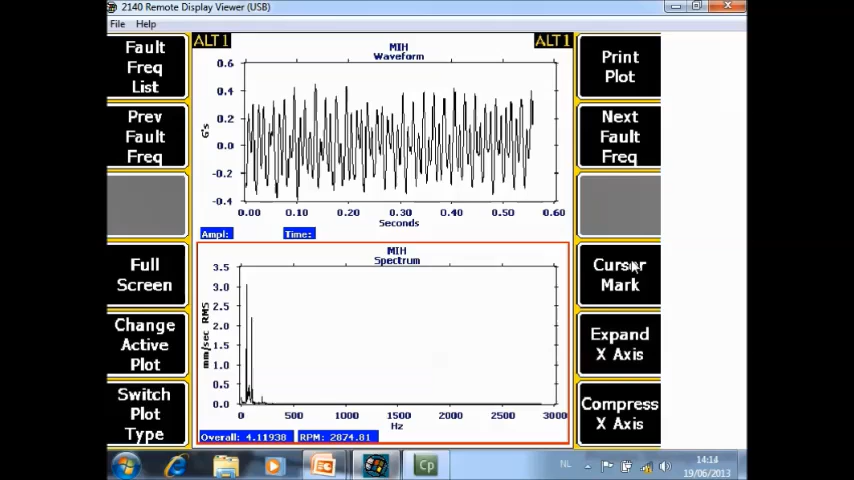 2140 Remote Display Viewer (USB)
File Help
Fault
Freq
List
Prev
Fault
Freq
Full
Screen
Change
Active
Plot
Switch
Plot
Type
ALT1
ALT1
MIH
Waveform
0.6
0.4
0.2
0.0
-0.2
-0.4
G's
0.00 0.10 0.20 0.30 0.40 0.50 0.60
Seconds
Ampl: Time:
MIH
Spectrum
3.5
3.0
2.5
2.0
1.5
1.0
0.5
0.0
mm/sec RMS
0 500 1000 1500 2000 2500 3000
Hz
Overall: 4.11938 RPM: 2874.81
Print
Plot
Next
Fault
Freq
Cursor
Mark
Expand
X Axis
Compress
X Axis
Cp
NL
14:14
19/06/2013